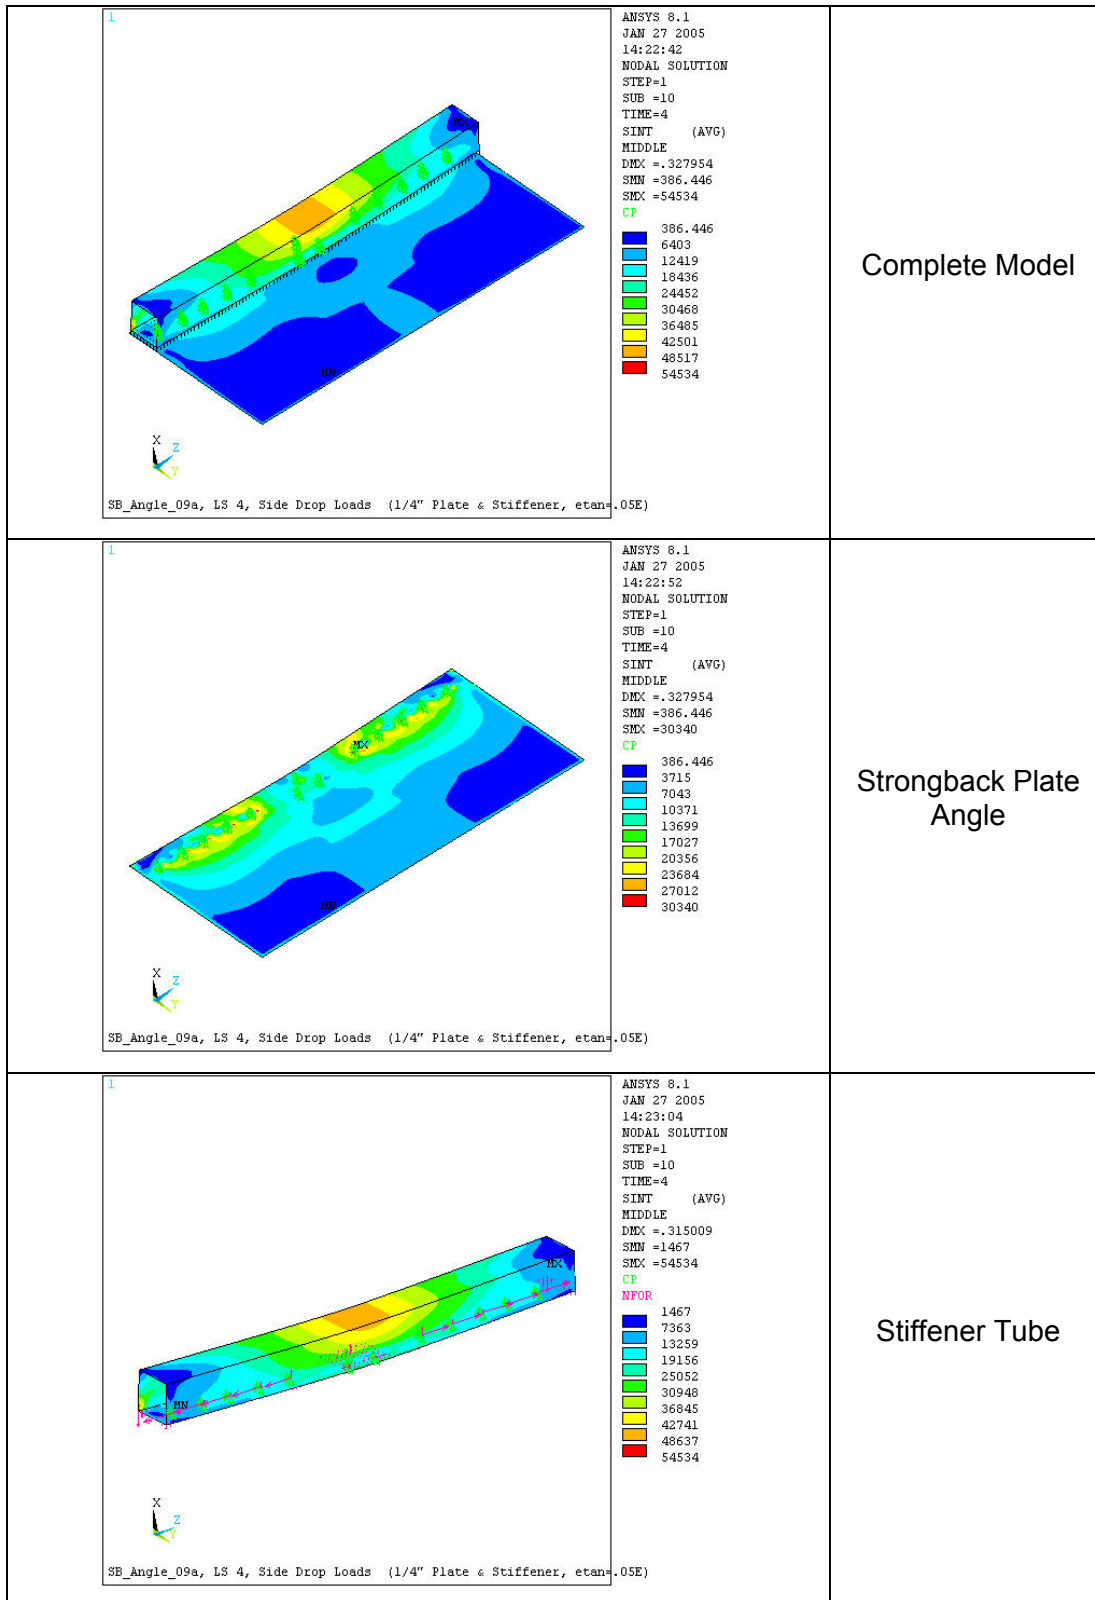 1
ANSYS 8.1
JAN 27 2005
14:22:42
NODAL SOLUTION
STEP=1
SUB =10
TIME=4
SINT (AVG)
MIDDLE
DMX =.327954
SMN =386.446
SMX =54534
CP
386.446
6403
12419
18436
24452
30468
36485
42501
48517
54534
MX
MN
X
Z
Y
SB_Angle_09a, LS 4, Side Drop Loads (1/4" Plate & Stiffener, etan=.05E)
Complete Model
1
ANSYS 8.1
JAN 27 2005
14:22:52
NODAL SOLUTION
STEP=1
SUB =10
TIME=4
SINT (AVG)
MIDDLE
DMX =.327954
SMN =386.446
SMX =30340
CP
386.446
3715
7043
10371
13699
17027
20356
23684
27012
30340
MX
MN
X
Z
Y
SB_Angle_09a, LS 4, Side Drop Loads (1/4" Plate & Stiffener, etan=.05E)
Strongback Plate
Angle
1
ANSYS 8.1
JAN 27 2005
14:23:04
NODAL SOLUTION
STEP=1
SUB =10
TIME=4
SINT (AVG)
MIDDLE
DMX =.315009
SMN =1467
SMX =54534
CP
NFOR
1467
7363
13259
19156
25052
30948
36845
42741
48637
54534
MX
MN
X
Z
Y
SB_Angle_09a, LS 4, Side Drop Loads (1/4" Plate & Stiffener, etan=.05E)
Stiffener Tube